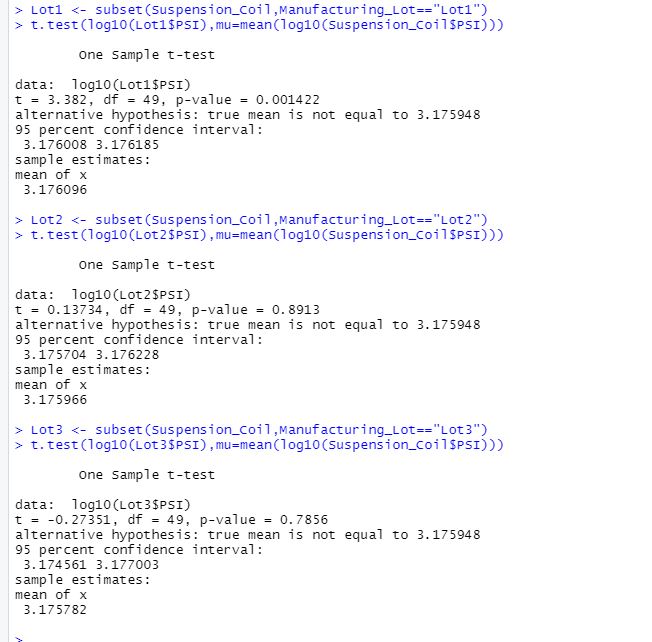 > Lot1 <- subset(Suspension_Coil,Manufacturing_Lot=="Lot1")
> t.test(log10(Lot1$PSI),mu=mean(log10(Suspension_Coil$PSI)))
One Sample t-test
data:  log10(Lot1$PSI)
t = 3.382, df = 49, p-value = 0.001422
alternative hypothesis: true mean is not equal to 3.175948
95 percent confidence interval:
3.176008 3.176185
sample estimates:
mean of x
3.176096
> Lot2 <- subset(Suspension_Coil,Manufacturing_Lot=="Lot2")
> t.test(log10(Lot2$PSI),mu=mean(log10(Suspension_Coil$PSI)))
One Sample t-test
data:  log10(Lot2$PSI)
t = 0.13734, df = 49, p-value = 0.8913
alternative hypothesis: true mean is not equal to 3.175948
95 percent confidence interval:
3.175704 3.176228
sample estimates:
mean of x
3.175966
> Lot3 <- subset(Suspension_Coil,Manufacturing_Lot=="Lot3")
> t.test(log10(Lot3$PSI),mu=mean(log10(Suspension_Coil$PSI)))
One Sample t-test
data:  log10(Lot3$PSI)
t = -0.27351, df = 49, p-value = 0.7856
alternative hypothesis: true mean is not equal to 3.175948
95 percent confidence interval:
3.174561 3.177003
sample estimates:
mean of x
3.175782
>